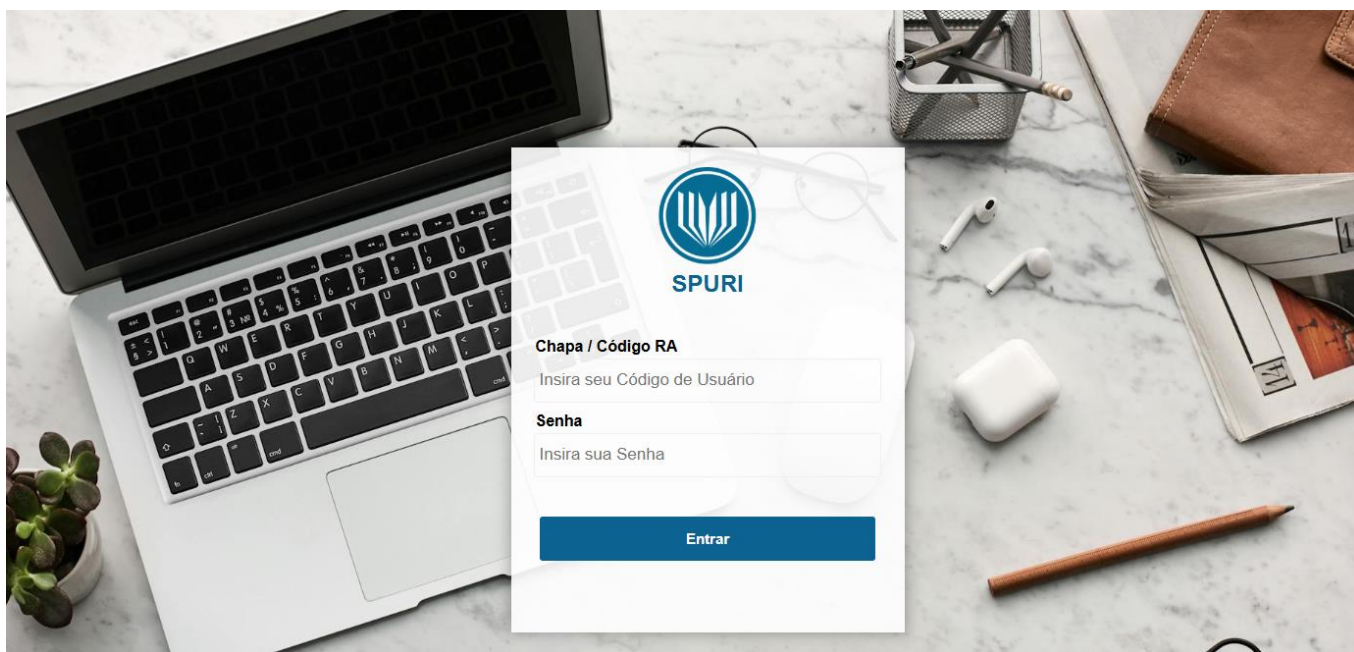 SPURI
Chapa / Código RA
Insira seu Código de Usuário
Senha
Insira sua Senha
Entrar